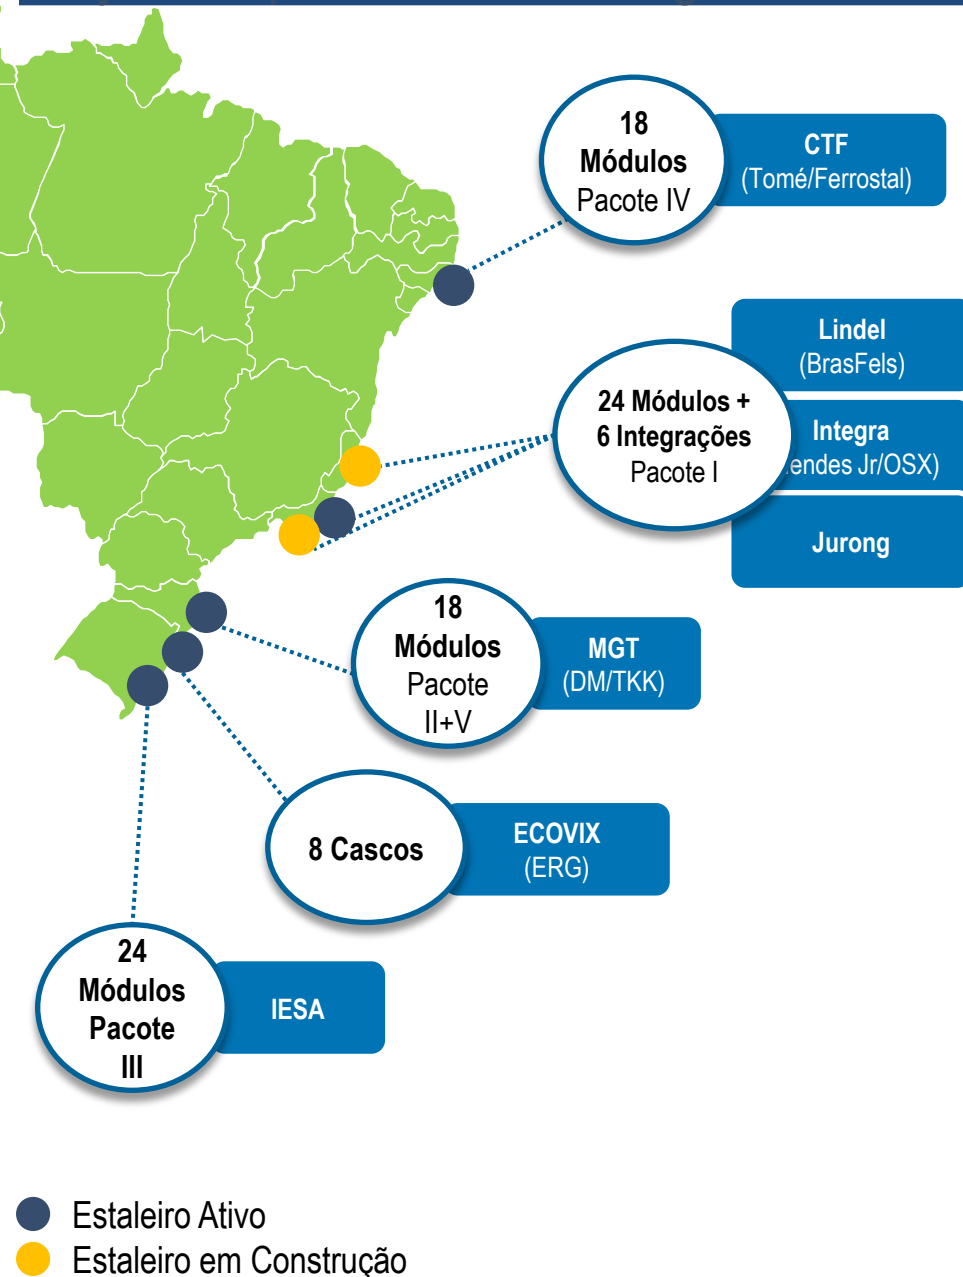 18
Módulos
Pacote IV
CTF
(Tomé/Ferrostal)
24 Módulos +
6 Integrações
Pacote I
Lindel
(BrasFels)
Integra
endes Jr/OSX)
Jurong
18
Módulos
Pacote
II+V
MGT
(DM/TKK)
8 Cascos
ECOVIX
(ERG)
24
Módulos
Pacote
III
IESA
Estaleiro Ativo
Estaleiro em Construção